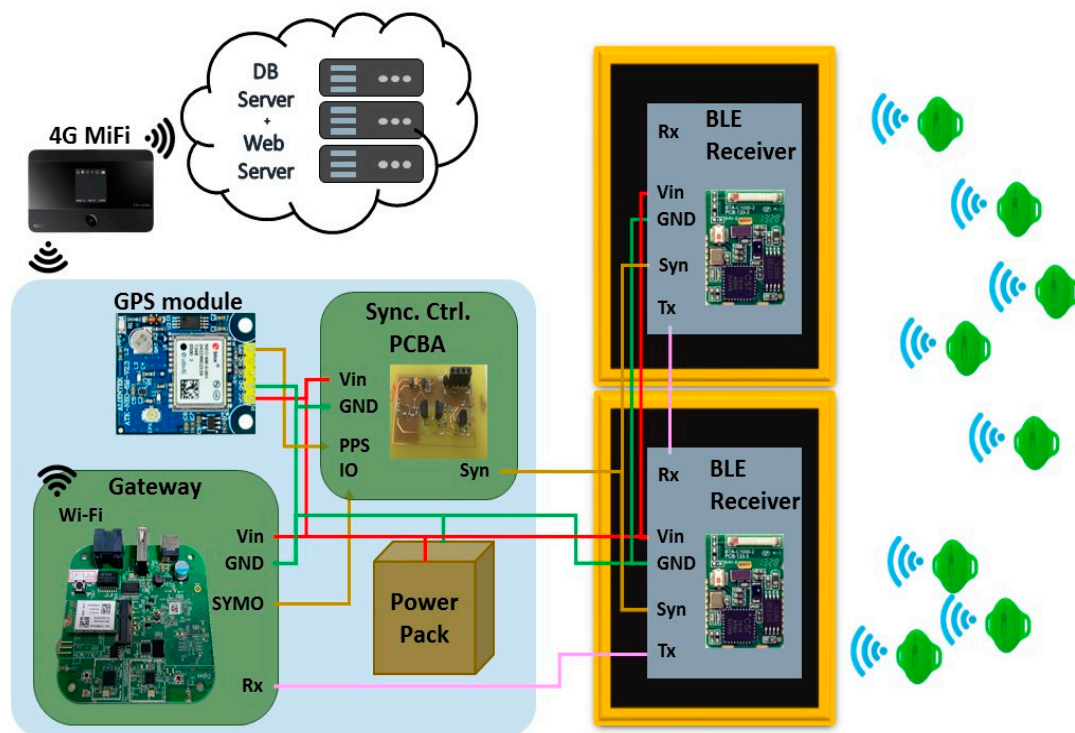 DB
Server
+
Web
Server
4G MiFi
GPS module
Sync. Ctrl.
PCBA
Vin
GND
PPS
IO
Syn
Gateway
Wi-Fi
Vin
GND
SYMO
Rx
Power
Pack
Rx
BLE
Receiver
Vin
GND
Syn
Tx
Rx
BLE
Receiver
Vin
GND
Syn
Tx